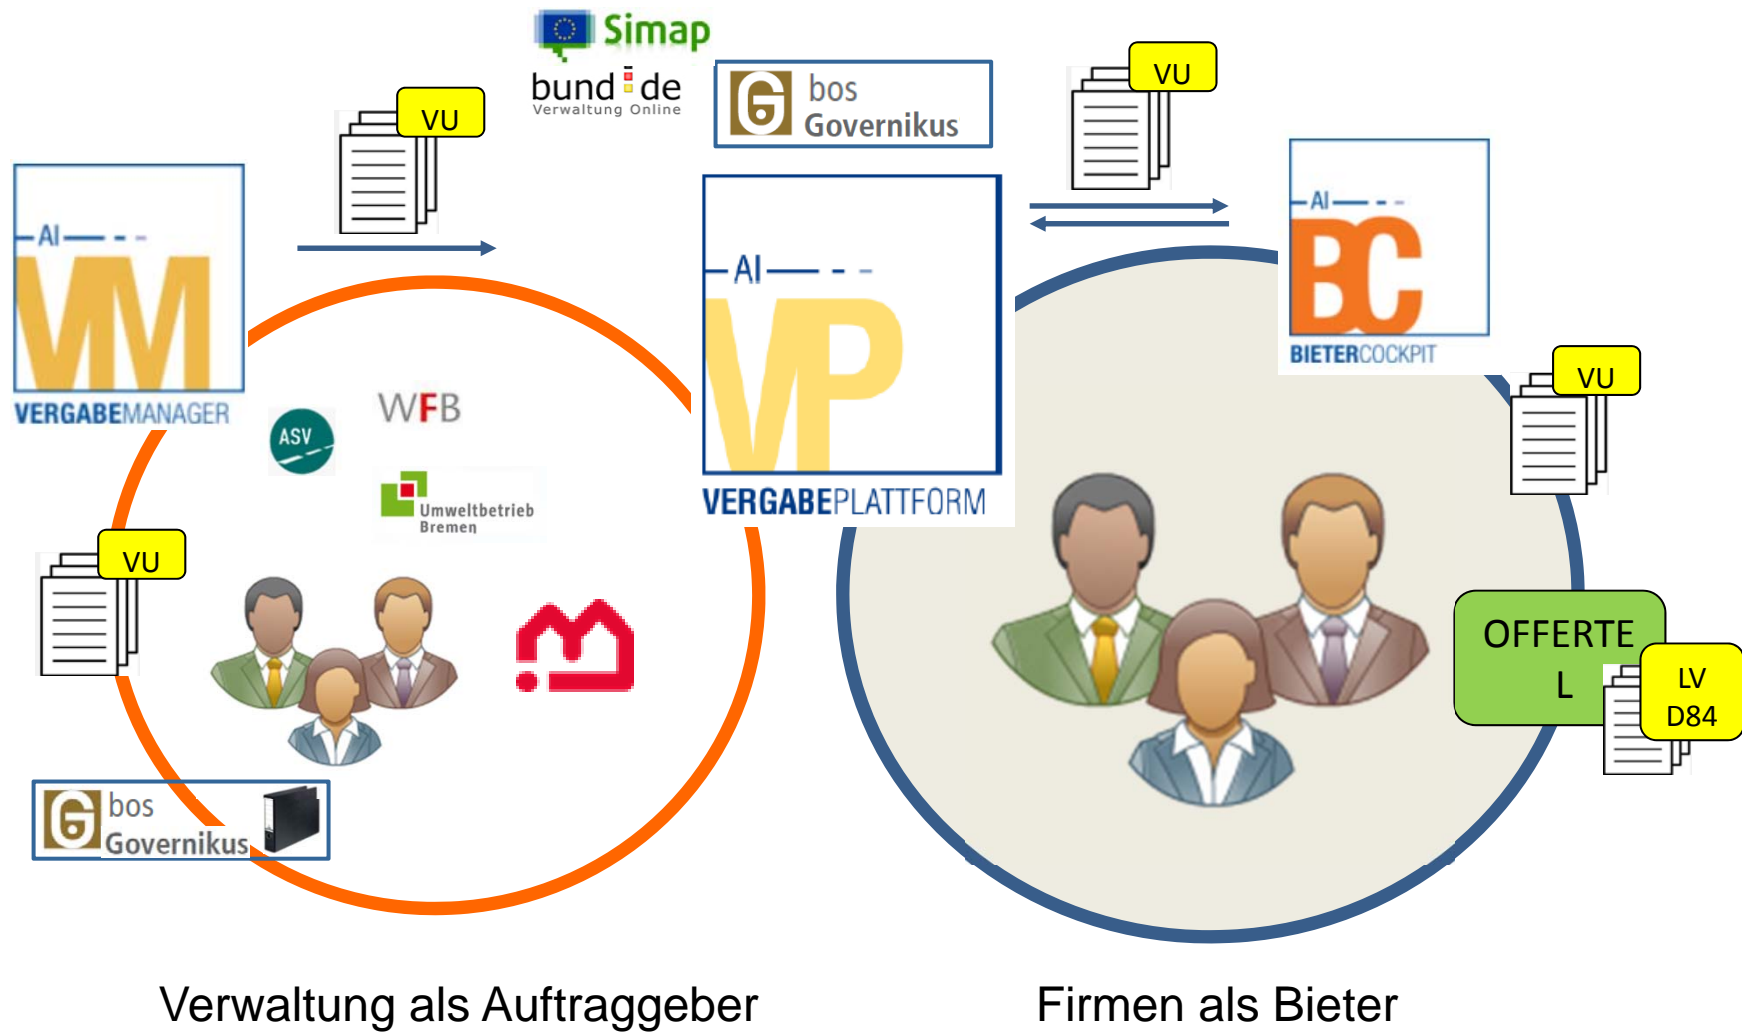 Simap
bund de
Verwaltung Online
bos
Governikus
VU
VU
AI
VM
VERGABEMANAGER
AI
VP
VERGABEPLATTFORM
AI
BC
BIETERCOCKPIT
VU
ASV
WFB
Umweltbetrieb
Bremen
VU
OFFERTE
L
LV
D84
bos
Governikus
Verwaltung als Auftraggeber
Firmen als Bieter